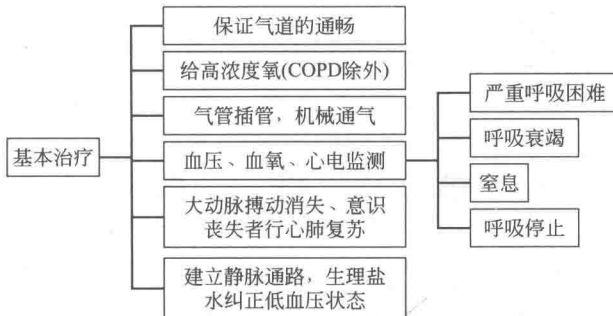 基本治疗
保证气道的通畅
给高浓度氧(COPD除外)
气管插管，机械通气
血压、血氧、心电监测
大动脉搏动消失、意识
丧失者行心肺复苏
建立静脉通路，生理盐
水纠正低血压状态
严重呼吸困难
呼吸衰竭
窒息
呼吸停止